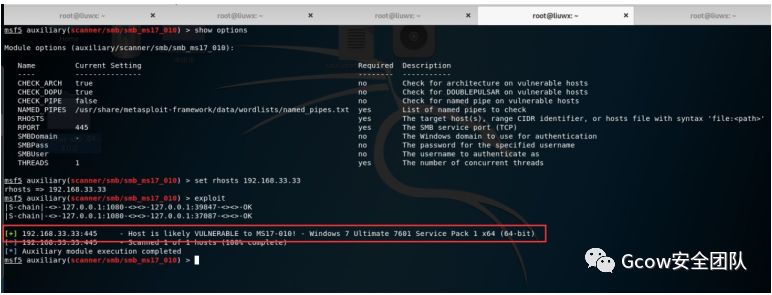 root@liuwx: ~ × root@liuwx: ~ × root@liuwx: ~ × root@liuwx: ~ × root@liuwx: ~
msf5 auxiliary(scanner/smb/smb_ms17_010) > show options
Module options (auxiliary/scanner/smb/smb_ms17_010):
Name Current Setting Required Description
---- --------------- -------- -----------
CHECK_ARCH true no Check for architecture on vulnerable hosts
CHECK_DOPU true no Check for DOUBLEPULSAR on vulnerable hosts
CHECK_PIPE false no Check for named pipe on vulnerable hosts
NAMED_PIPES /usr/share/metasploit-framework/data/wordlists/named_pipes.txt yes List of named pipes to check
RHOSTS yes The target host(s), range CIDR identifier, or hosts file with syntax 'file:<path>'
RPORT 445 yes The SMB service port (TCP)
SMBDomain . no The Windows domain to use for authentication
SMBPass no The password for the specified username
SMBUser no The username to authenticate as
THREADS 1 yes The number of concurrent threads
msf5 auxiliary(scanner/smb/smb_ms17_010) > set rhosts 192.168.33.33
rhosts => 192.168.33.33
msf5 auxiliary(scanner/smb/smb_ms17_010) > exploit
|S-chain|-<>-127.0.0.1:1080-<><>-127.0.0.1:39847-<><>-OK
|S-chain|-<>-127.0.0.1:1080-<><>-127.0.0.1:37087-<><>-OK
[+] 192.168.33.33:445 - Host is likely VULNERABLE to MS17-010! - Windows 7 Ultimate 7601 Service Pack 1 x64 (64-bit)
[*] 192.168.33.33:445 - Scanned 1 of 1 hosts (100% complete)
[*] Auxiliary module execution completed
msf5 auxiliary(scanner/smb/smb_ms17_010) >
Gcow安全团队